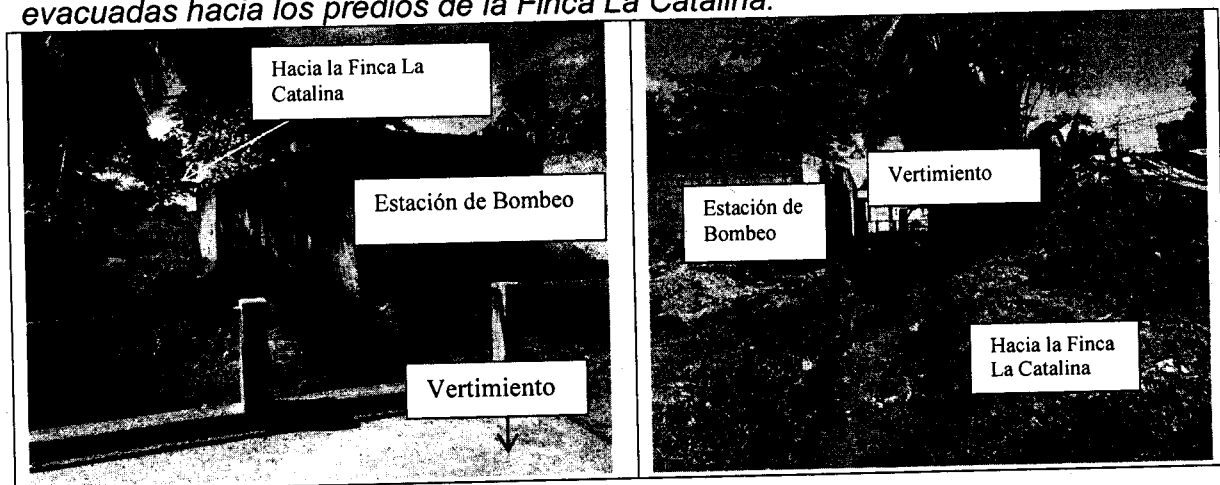 evacuadas hacia los predios de la Finca La Catalina.
Hacia la Finca La
Catalina
Estación de Bombeo
Vertimiento
Vertimiento
Estación de
Bombeo
Hacia la Finca
La Catalina